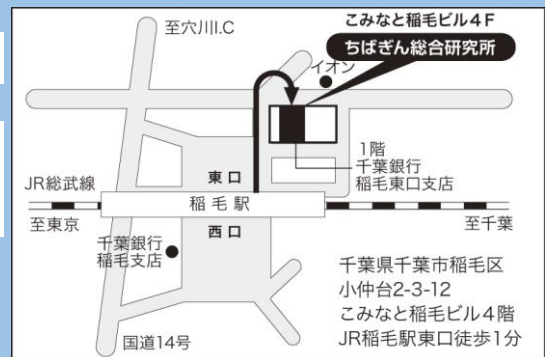 こみなと稲毛ビル4F
ちばぎん総合研究所
至穴川I.C
イオン
1階
千葉銀行
稲毛東口支店
東口
JR総武線
稲毛駅
至東京
至千葉
西口
千葉銀行
稲毛支店
国道14号
千葉県千葉市稲毛区
小仲台2-3-12
こみなと稲毛ビル4階
JR稲毛駅東口徒歩1分